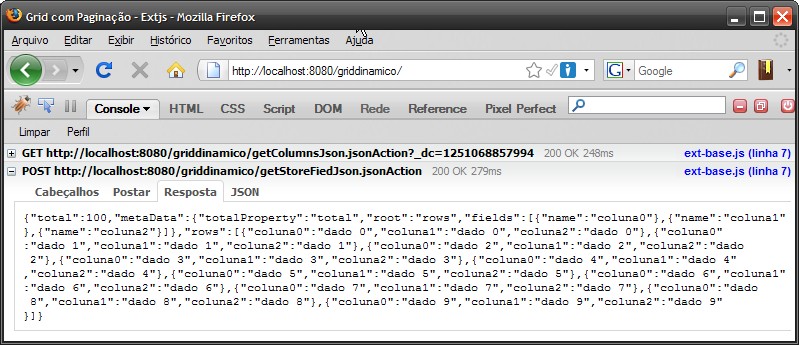 Grid com Paginação - Extjs - Mozilla Firefox
Arquivo Editar Exibir Histórico Favoritos Ferramentas Ajuda
http://localhost:8080/griddinamico/ G Google
Console HTML CSS Script DOM Rede Reference Pixel Perfect
Limpar Perfil
GET http://localhost:8080/griddinamico/getColumnsJson.jsonAction?_dc=1251068857994 200 OK 248ms ext-base.js (linha 7)
POST http://localhost:8080/griddinamico/getStoreFiedJson.jsonAction 200 OK 279ms ext-base.js (linha 7)
Cabeçalhos Postar Resposta JSON
{"total":100,"metaData":{"totalProperty":"total","root":"rows","fields":[{"name":"coluna0"},{"name":"coluna1"
},{"name":"coluna2"}]},"rows":[{"coluna0":"dado 0","coluna1":"dado 0","coluna2":"dado 0"},{"coluna0"
:"dado 1","coluna1":"dado 1","coluna2":"dado 1"},{"coluna0":"dado 2","coluna1":"dado 2","coluna2":"dado
2"},{"coluna0":"dado 3","coluna1":"dado 3","coluna2":"dado 3"},{"coluna0":"dado 4","coluna1":"dado 4"
,"coluna2":"dado 4"},{"coluna0":"dado 5","coluna1":"dado 5","coluna2":"dado 5"},{"coluna0":"dado 6","coluna1"
:"dado 6","coluna2":"dado 6"},{"coluna0":"dado 7","coluna1":"dado 7","coluna2":"dado 7"},{"coluna0":"dado
8","coluna1":"dado 8","coluna2":"dado 8"},{"coluna0":"dado 9","coluna1":"dado 9","coluna2":"dado 9"
}]}